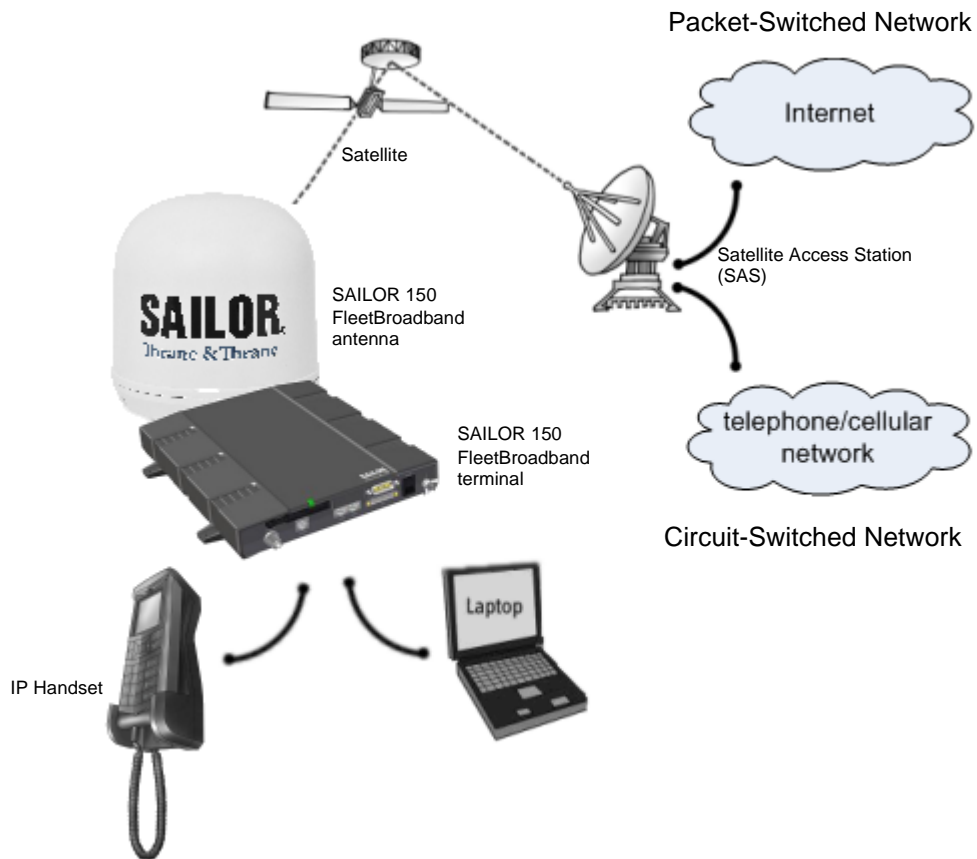 Packet-Switched Network
Internet
Satellite
Satellite Access Station
(SAS)
SAILOR 150
FleetBroadband
antenna
SAILOR
Thrane & Thrane
telephone/cellular
network
SAILOR 150
FleetBroadband
terminal
SAILOR
Circuit-Switched Network
Laptop
IP Handset